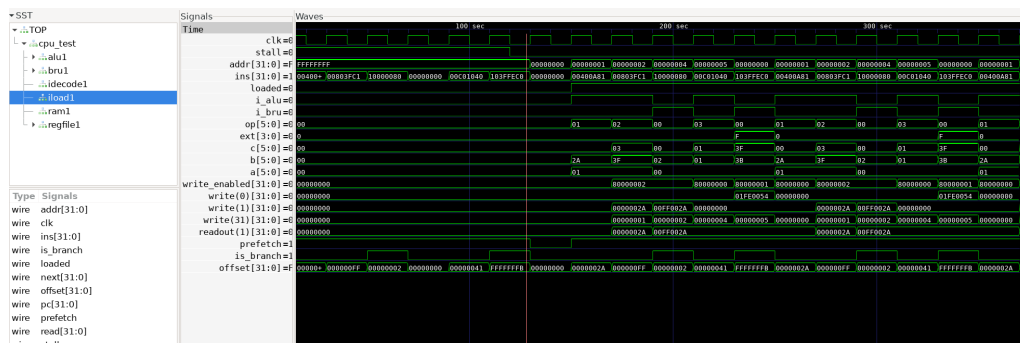 SST
TOP
cpu_test
alu1
bru1
idecode1
iload1
ram1
regfile1
Type Signals
wire addr[31:0]
wire clk
wire ins[31:0]
wire is_branch
wire loaded
wire next[31:0]
wire offset[31:0]
wire pc[31:0]
wire prefetch
wire read[31:0]
Signals
Time
clk=0
stall=0
addr[31:0]=F
ins[31:0]=1
loaded=0
i_alu=0
i_bru=0
op[5:0]=0
ext[3:0]=0
c[5:0]=0
b[5:0]=0
a[5:0]=0
write_enabled[31:0]=0
write(0)[31:0]=0
write(1)[31:0]=0
write(31)[31:0]=0
readout(1)[31:0]=0
prefetch=1
is_branch=1
offset[31:0]=F
Waves
100 sec 200 sec 300 sec
FFFFFFFF 00000000 00000001 00000002 00000004 00000005 00000000 00000001 00000002 00000004 00000005 00000000 00000001
00400+ 00803FC1 10000080 00000000 00C01040 103FFEC0 00000000 00400A81 00803FC1 10000080 00C01040 103FFEC0 00400A81 00803FC1 10000080 00C01040 103FFEC0 00400A81
00 01 02 00 03 00 01 02 00 03 00 01
0 F 0 F 0
00 03 00 01 3F 00 03 00 01 3F 00
00 2A 3F 02 01 3B 2A 3F 02 01 3B 2A
00 01 00 01 00 01
00000000 80000002 80000000 80000001 80000000 80000002 80000000 80000001 80000000
00000000 01FE0054 00000000 01FE0054 00000000
00000000 0000002A 00FF002A 00000000 0000002A 00FF002A 00000000
00000000 00000001 00000002 00000004 00000005 00000000 00000001 00000002 00000004 00000005 00000000
00000000 0000002A 00FF002A 0000002A 00FF002A
00000+ 000000FF 00000002 00000000 00000041 FFFFFFFB 00000000 0000002A 000000FF 00000002 00000041 FFFFFFFB 0000002A 000000FF 00000002 00000041 FFFFFFFB 0000002A